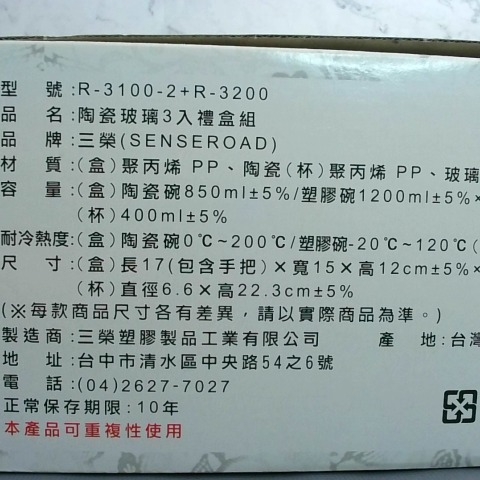 型　號:R-3100-2+R-3200
品　名:陶瓷玻璃3入禮盒組
品　牌:三榮(SENSEROAD)
材　質:(盒)聚丙烯 PP、陶瓷(杯)聚丙烯 PP、玻璃
容　量:(盒)陶瓷碗850ml±5%/塑膠碗1200ml±5%×
(杯)400ml±5%
耐冷熱度:(盒)陶瓷碗0℃~200℃/塑膠碗-20℃~120℃(
尺　寸:(盒)長17(包含手把)×寬15×高12cm±5%×
(杯)直徑6.6×高22.3cm±5%
(※每款商品尺寸各有差異，請以實際商品為準。)
製造商:三榮塑膠製品工業有限公司　產　地:台灣
地　址:台中市清水區中央路54之6號
電　話:(04)2627-7027
正常保存期限:10年
本產品可重複性使用